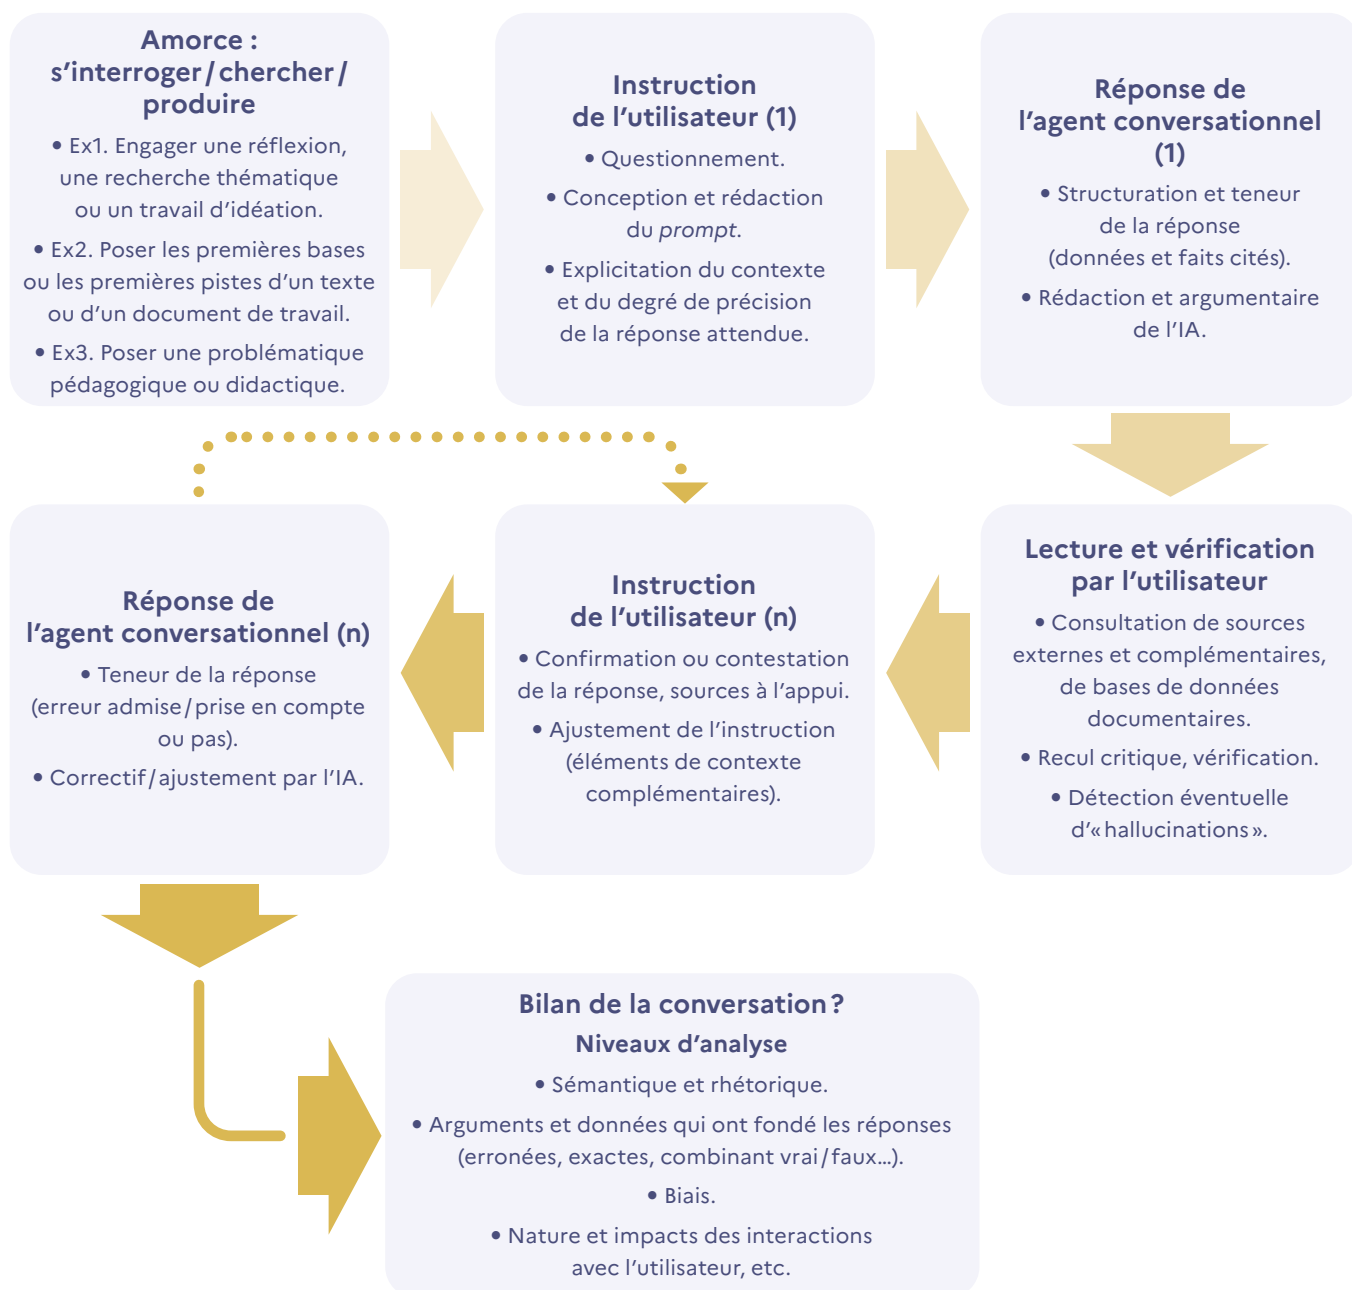 Amorce :
s’interroger / chercher /
produire
• Ex1. Engager une réflexion,
une recherche thématique
ou un travail d’idéation.
• Ex2. Poser les premières bases
ou les premières pistes d’un texte
ou d’un document de travail.
• Ex3. Poser une problématique
pédagogique ou didactique.
Instruction
de l’utilisateur (1)
• Questionnement.
• Conception et rédaction
du prompt.
• Explicitation du contexte
et du degré de précision
de la réponse attendue.
Réponse de
l’agent conversationnel
(1)
• Structuration et teneur
de la réponse
(données et faits cités).
• Rédaction et argumentaire
de l’IA.
Lecture et vérification
par l’utilisateur
• Consultation de sources
externes et complémentaires,
de bases de données
documentaires.
• Recul critique, vérification.
• Détection éventuelle
d’« hallucinations ».
Instruction
de l’utilisateur (n)
• Confirmation ou contestation
de la réponse, sources à l’appui.
• Ajustement de l’instruction
(éléments de contexte
complémentaires).
Réponse de
l’agent conversationnel (n)
• Teneur de la réponse
(erreur admise / prise en compte
ou pas).
• Correctif / ajustement par l’IA.
Bilan de la conversation ?
Niveaux d’analyse
• Sémantique et rhétorique.
• Arguments et données qui ont fondé les réponses
(erronées, exactes, combinant vrai / faux…).
• Biais.
• Nature et impacts des interactions
avec l’utilisateur, etc.